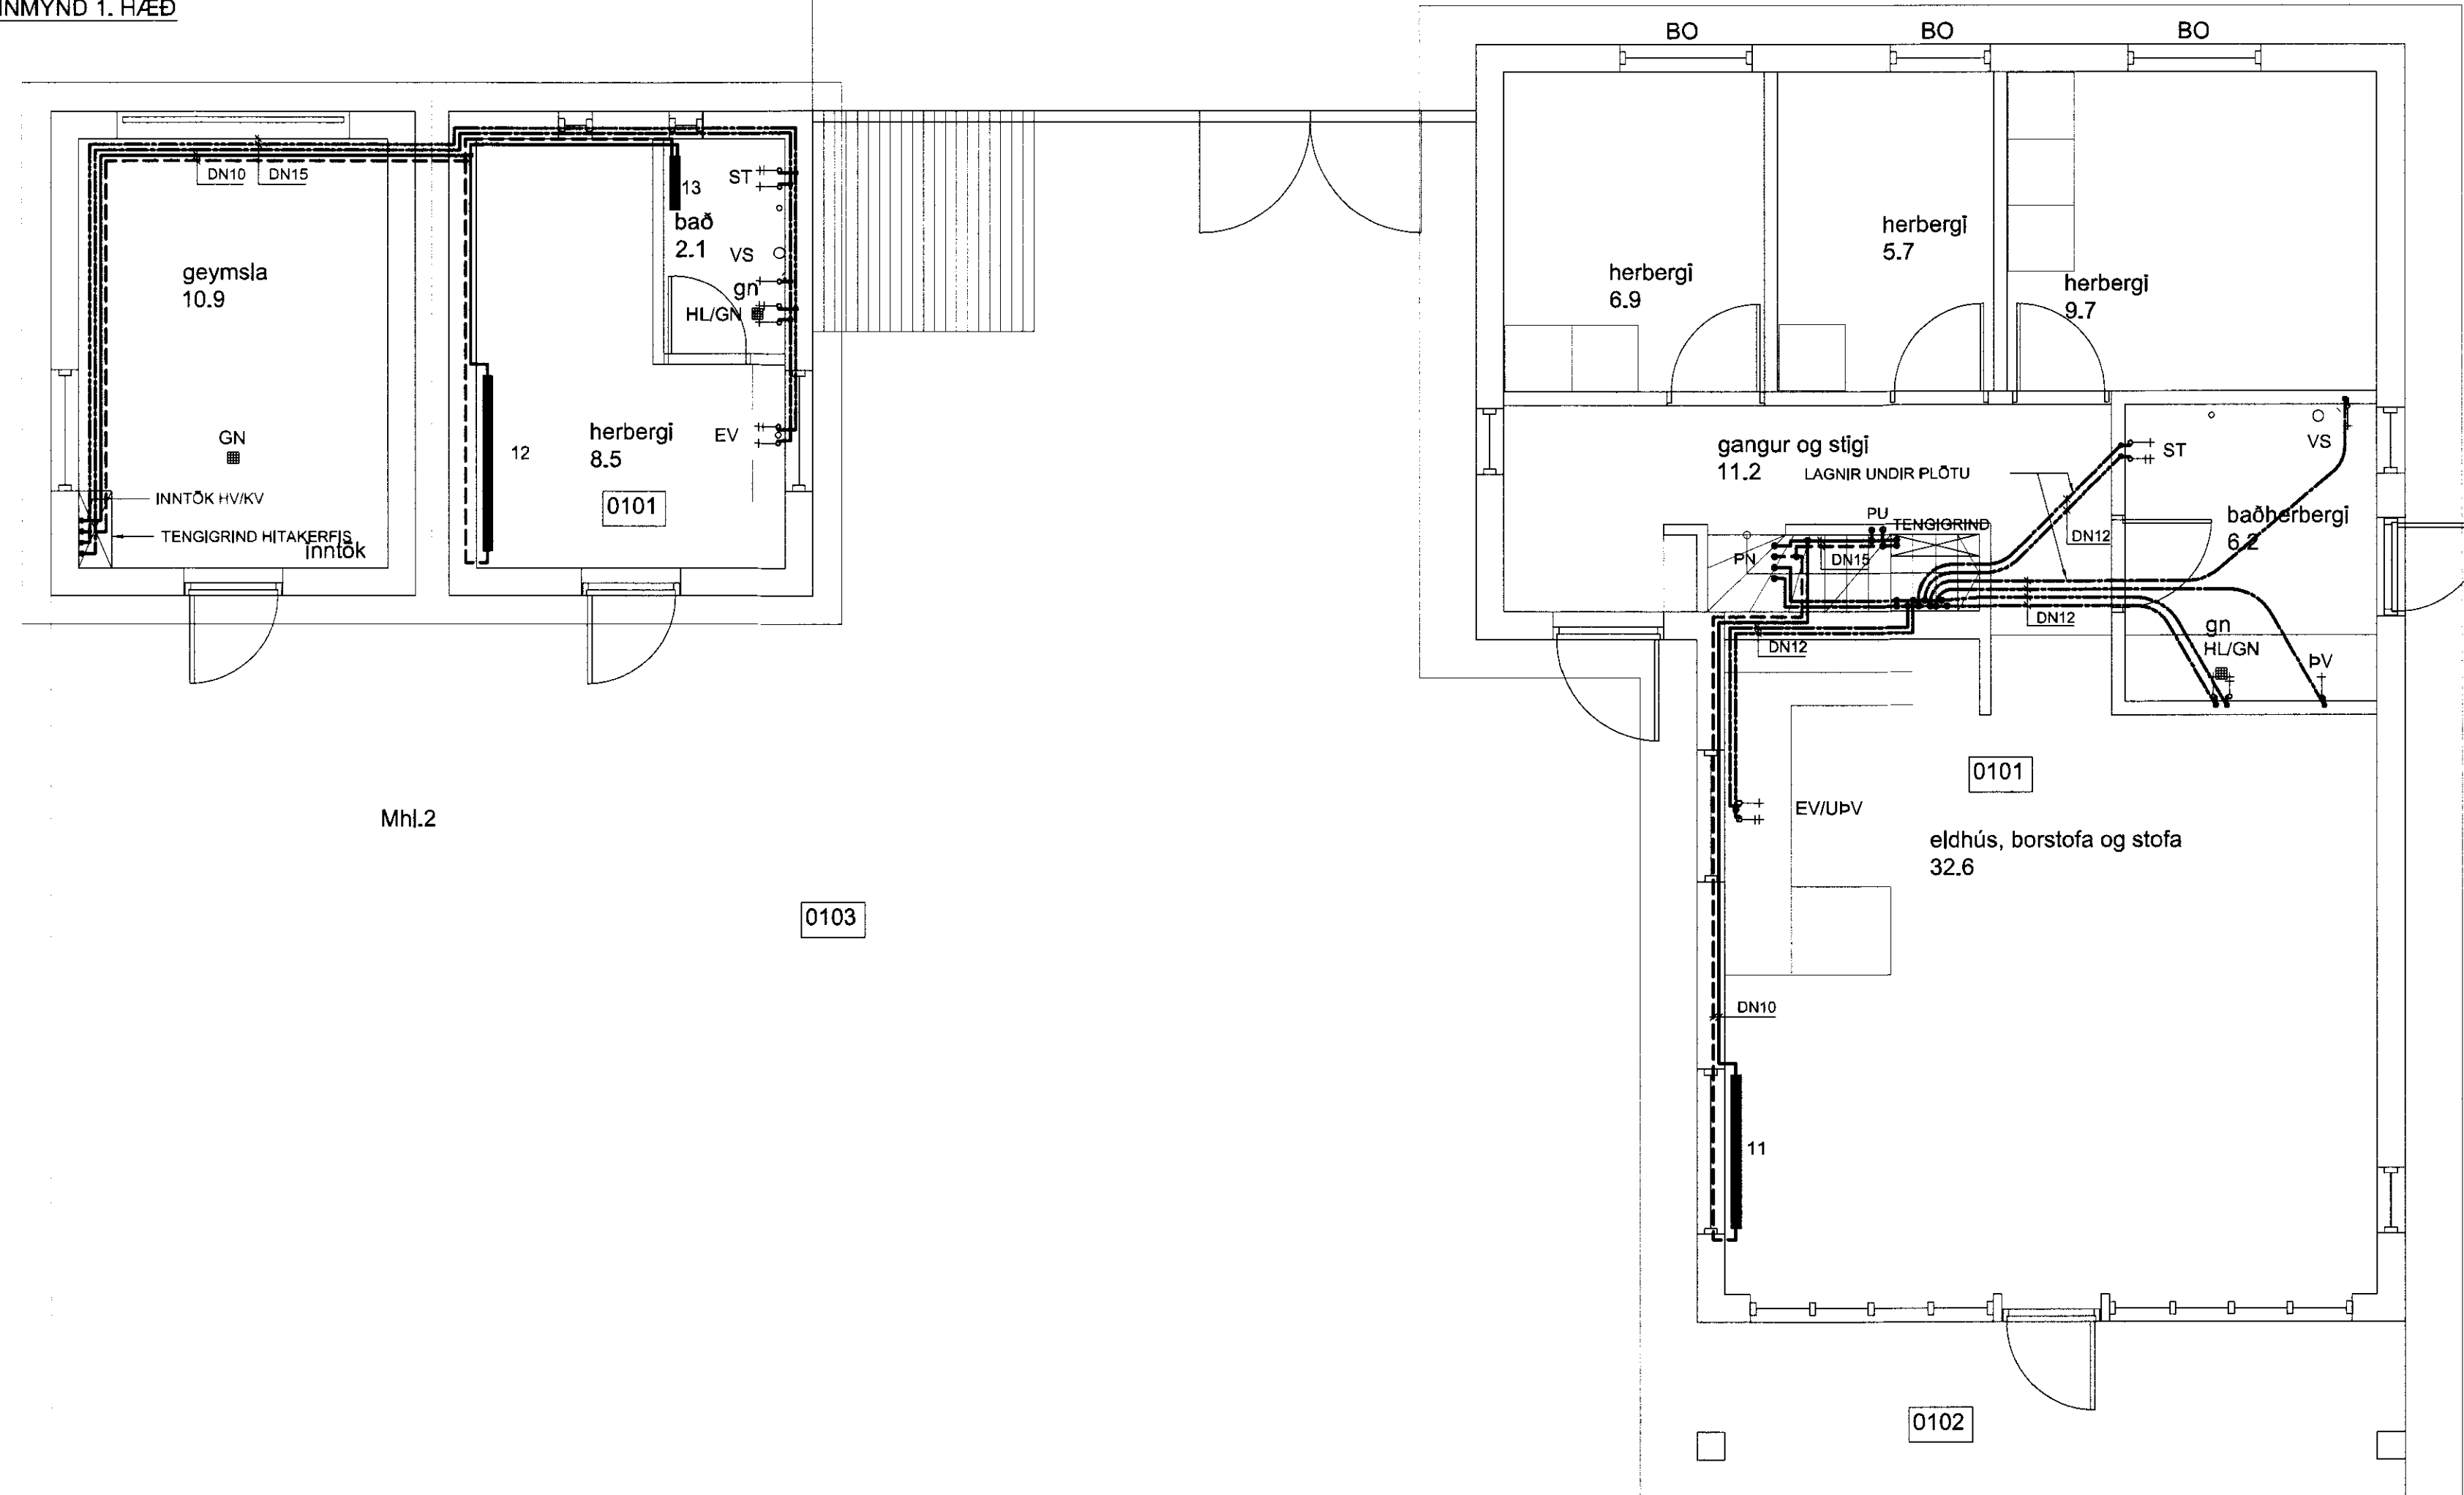 INMYND 1. HÆÐ
BO
BO
BO
DN10
DN15
13
ST
bað
2.1
VS
gn
HL/GN
geymsla
10.9
GN
INNTÖK HV/KV
TENGIGRIND HITAKERFIS
inntök
12
herbergi
8.5
EV
0101
herbergi
6.9
herbergi
5.7
herbergi
9.7
gangur og stigi
11.2
LAGNIR UNDIR PLÖTU
ST
VS
PU
TENGIGRIND
PN
DN15
DN12
baðherbergi
6.2
DN12
DN12
gn
HL/GN
ÞV
0101
EV/UÞV
eldhús, borstofa og stofa
32.6
Mhl.2
0103
DN10
11
0102